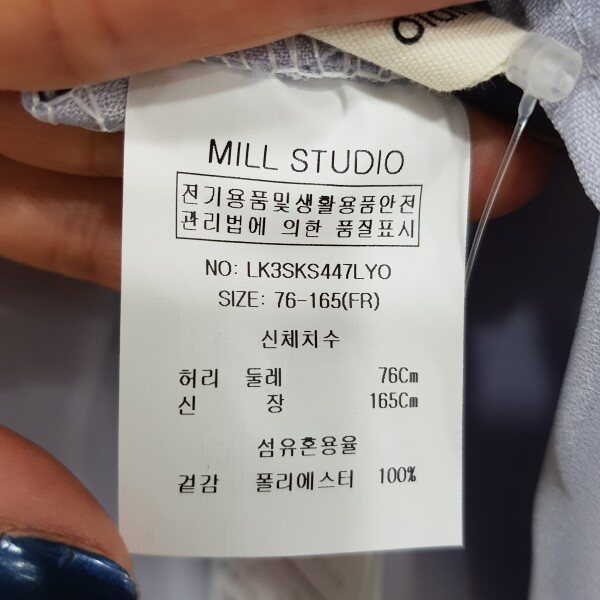 MILL STUDIO
전기용품및생활용품안전
관리법에 의한 품질표시
NO: LK3SKS447LYO
SIZE: 76-165(FR)
신체치수
허리 둘레 76Cm
신 장 165Cm
섬유혼용율
겉감 폴리에스터 100%